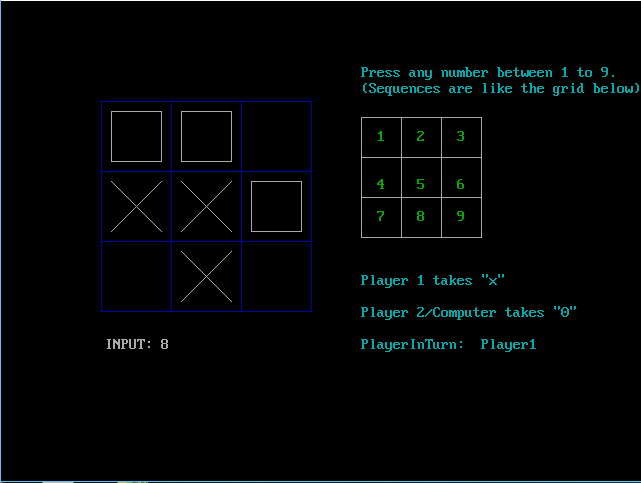 Press any number between 1 to 9.
(Sequences are like the grid below)
1 2 3
4 5 6
7 8 9
Player 1 takes "x"
Player 2/Computer takes "0"
INPUT: 8
PlayerInTurn: Player1